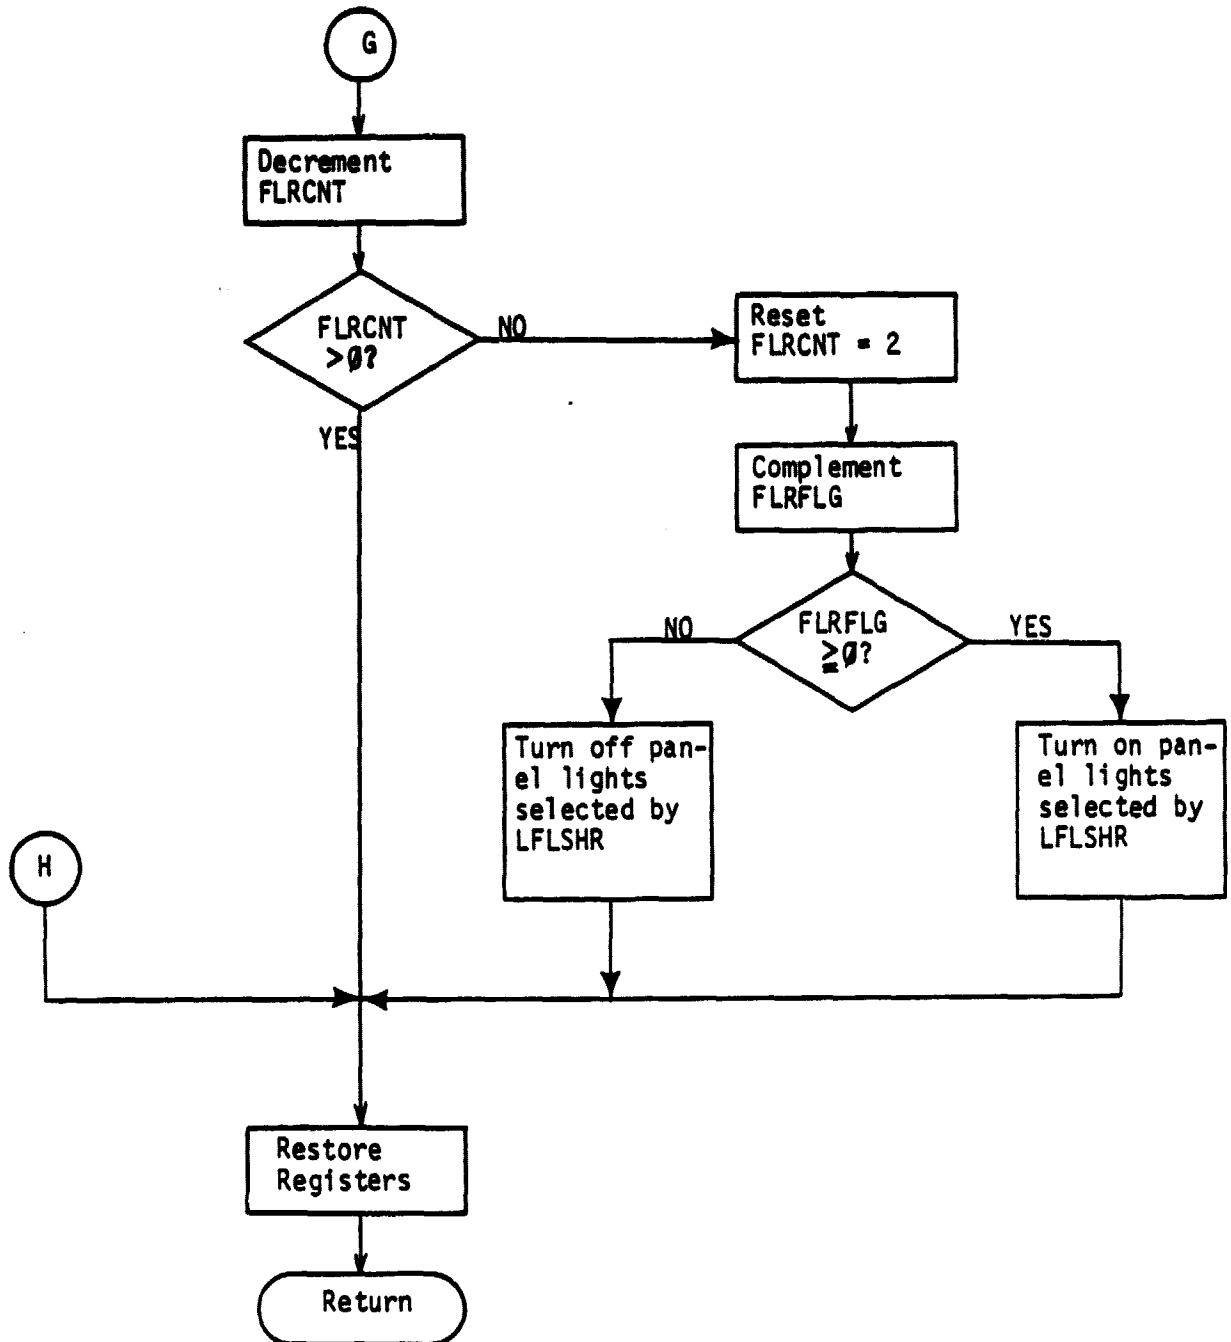 G
Decrement
FLRCNT
FLRCNT
>Ø?
NO
YES
Reset
FLRCNT = 2
Complement
FLRFLG
FLRFLG
≥Ø?
NO
YES
Turn off pan-
el lights
selected by
LFLSHR
Turn on pan-
el lights
selected by
LFLSHR
H
Restore
Registers
Return